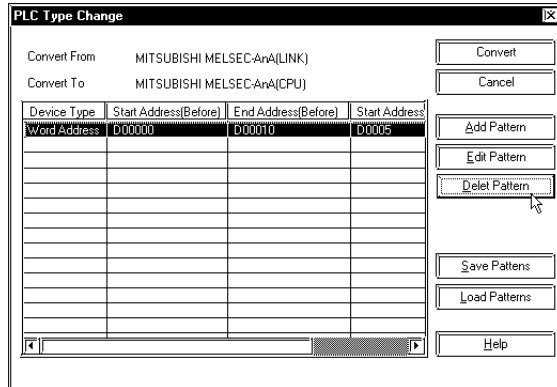 PLC Type Change
Convert From MITSUBISHI MELSEC-AnA(LINK)
Convert To MITSUBISHI MELSEC-AnA(CPU)
Device Type Start Address(Before) End Address(Before) Start Address
Word Address D00000 D00010 D0005
Convert
Cancel
Add Pattern
Edit Pattern
Delet Pattern
Save Pattens
Load Patterns
Help